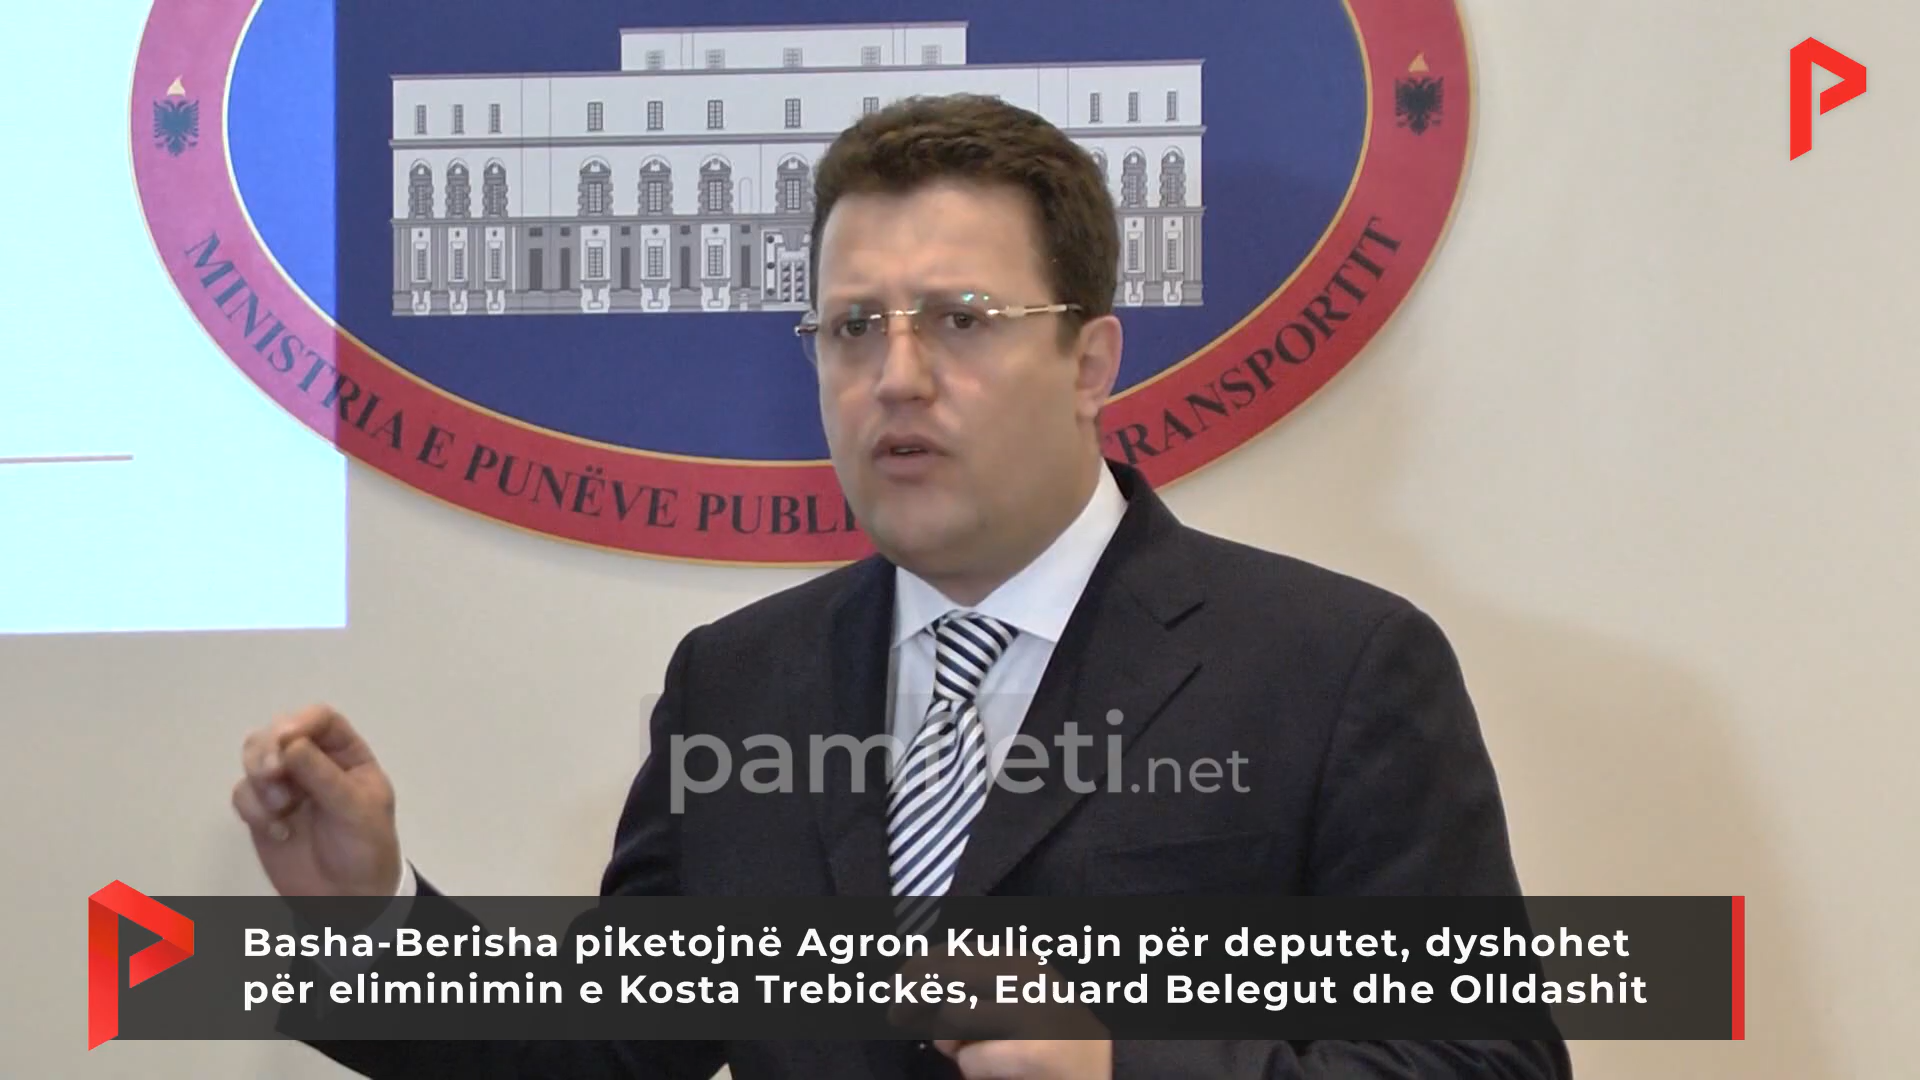 MINISTRIA E PUNËVE PUBLI
TRANSPORTIT
pamfleti.net
Basha-Berisha piketojnë Agron Kuliçajn për deputet, dyshohet
për eliminimin e Kosta Trebickës, Eduard Belegut dhe Olldashit